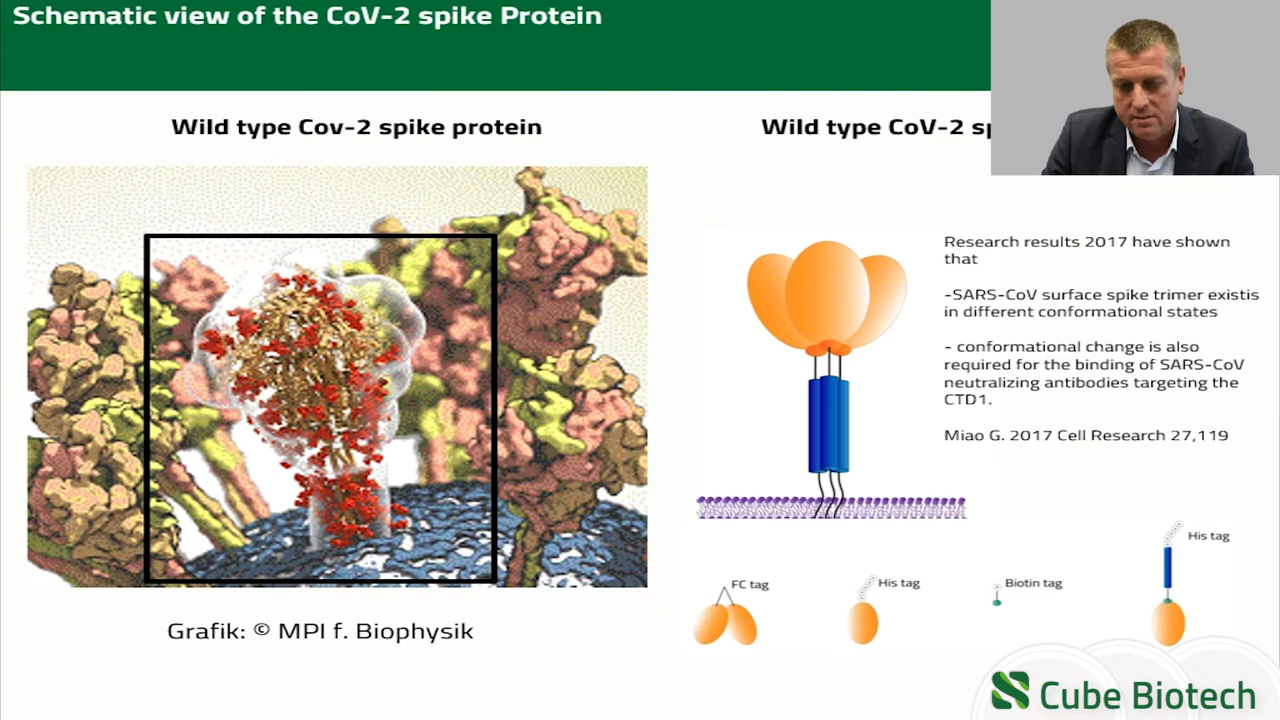 Schematic view of the CoV-2 spike Protein
Wild type Cov-2 spike protein
Wild type CoV-2
Research results 2017 have shown
that
-SARS-CoV surface spike trimer existis
in different conformational states
- conformational change is also
required for the binding of SARS-CoV
neutralizing antibodies targeting the
CTD1.
Miao G. 2017 Cell Research 27,119
His tag
FC tag
His tag
Biotin tag
Grafik: © MPI f. Biophysik
Cube Biotech